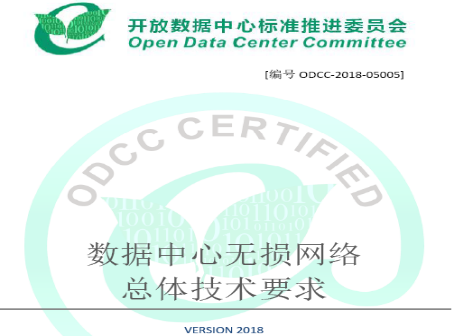 开放数据中心标准推进委员会
Open Data Center Committee
[编号 ODCC-2018-05005]
ODCC CERTIFIED
数据中心无损网络
总体技术要求
VERSION 2018